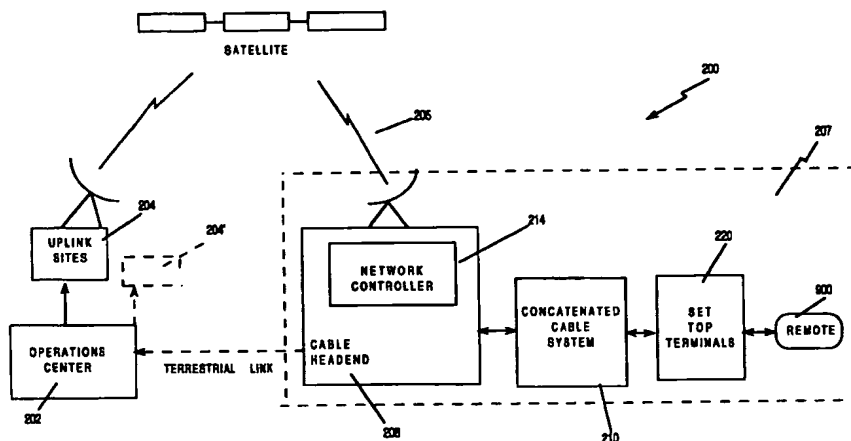 SATELLITE
200
206
207
204
UPLINK
SITES
204'
214
NETWORK
CONTROLLER
220
900
OPERATIONS
CENTER
202
TERRESTRIAL LINK
CABLE
HEADEND
208
CONCATENATED
CABLE
SYSTEM
210
SET
TOP
TERMINALS
REMOTE